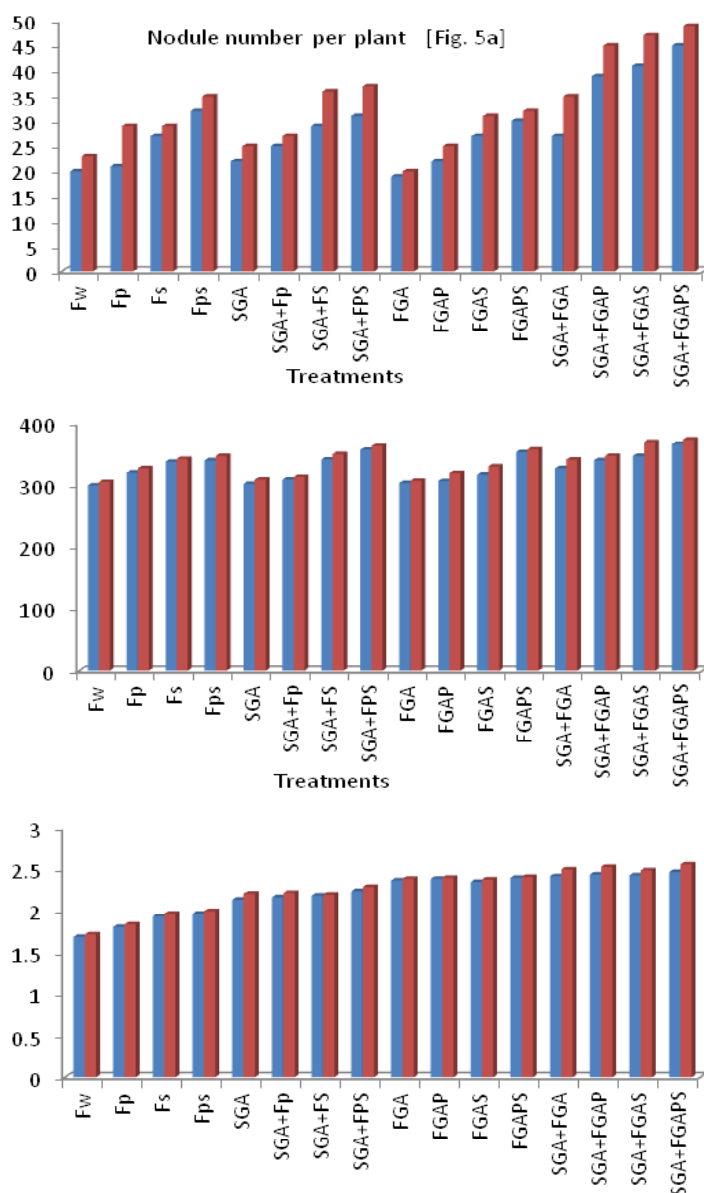 Nodule number per plant [Fig. 5a]
50
45
40
35
30
25
20
15
10
5
0
Fw
Fp
Fs
Fps
SGA
SGA+Fp
SGA+FS
SGA+FPS
FGA
FGAP
FGAS
FGAPS
SGA+FGA
SGA+FGAP
SGA+FGAS
SGA+FGAPS
Treatments
400
300
200
100
0
Fw
Fp
Fs
Fps
SGA
SGA+Fp
SGA+FS
SGA+FPS
FGA
FGAP
FGAS
FGAPS
SGA+FGA
SGA+FGAP
SGA+FGAS
SGA+FGAPS
Treatments
3
2.5
2
1.5
1
0.5
0
Fw
Fp
Fs
Fps
SGA
SGA+Fp
SGA+FS
SGA+FPS
FGA
FGAP
FGAS
FGAPS
SGA+FGA
SGA+FGAP
SGA+FGAS
SGA+FGAPS